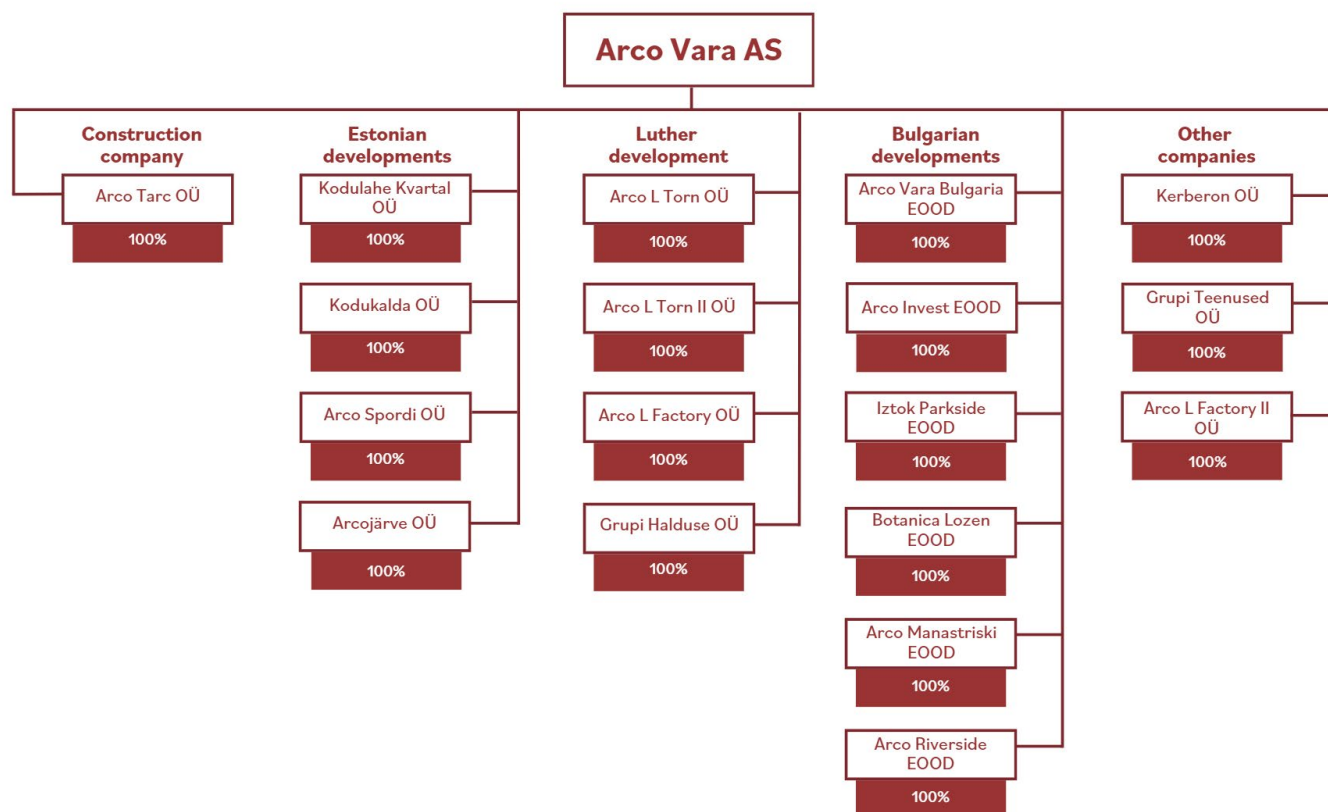 Arco Vara AS
Construction
company
Arco Tarc OÜ
100%
Estonian
developments
Kodulahe Kvartal
OÜ
100%
Kodukalda OÜ
100%
Arco Spordi OÜ
100%
Arcojärve OÜ
100%
Luther
development
Arco L Torn OÜ
100%
Arco L Torn II OÜ
100%
Arco L Factory OÜ
100%
Grupi Halduse OÜ
100%
Bulgarian
developments
Arco Vara Bulgaria
EOOD
100%
Arco Invest EOOD
100%
Iztok Parkside
EOOD
100%
Botanica Lozen
EOOD
100%
Arco Manastriski
EOOD
100%
Arco Riverside
EOOD
100%
Other
companies
Kerberon OÜ
100%
Grupi Teenused
OÜ
100%
Arco L Factory II
OÜ
100%